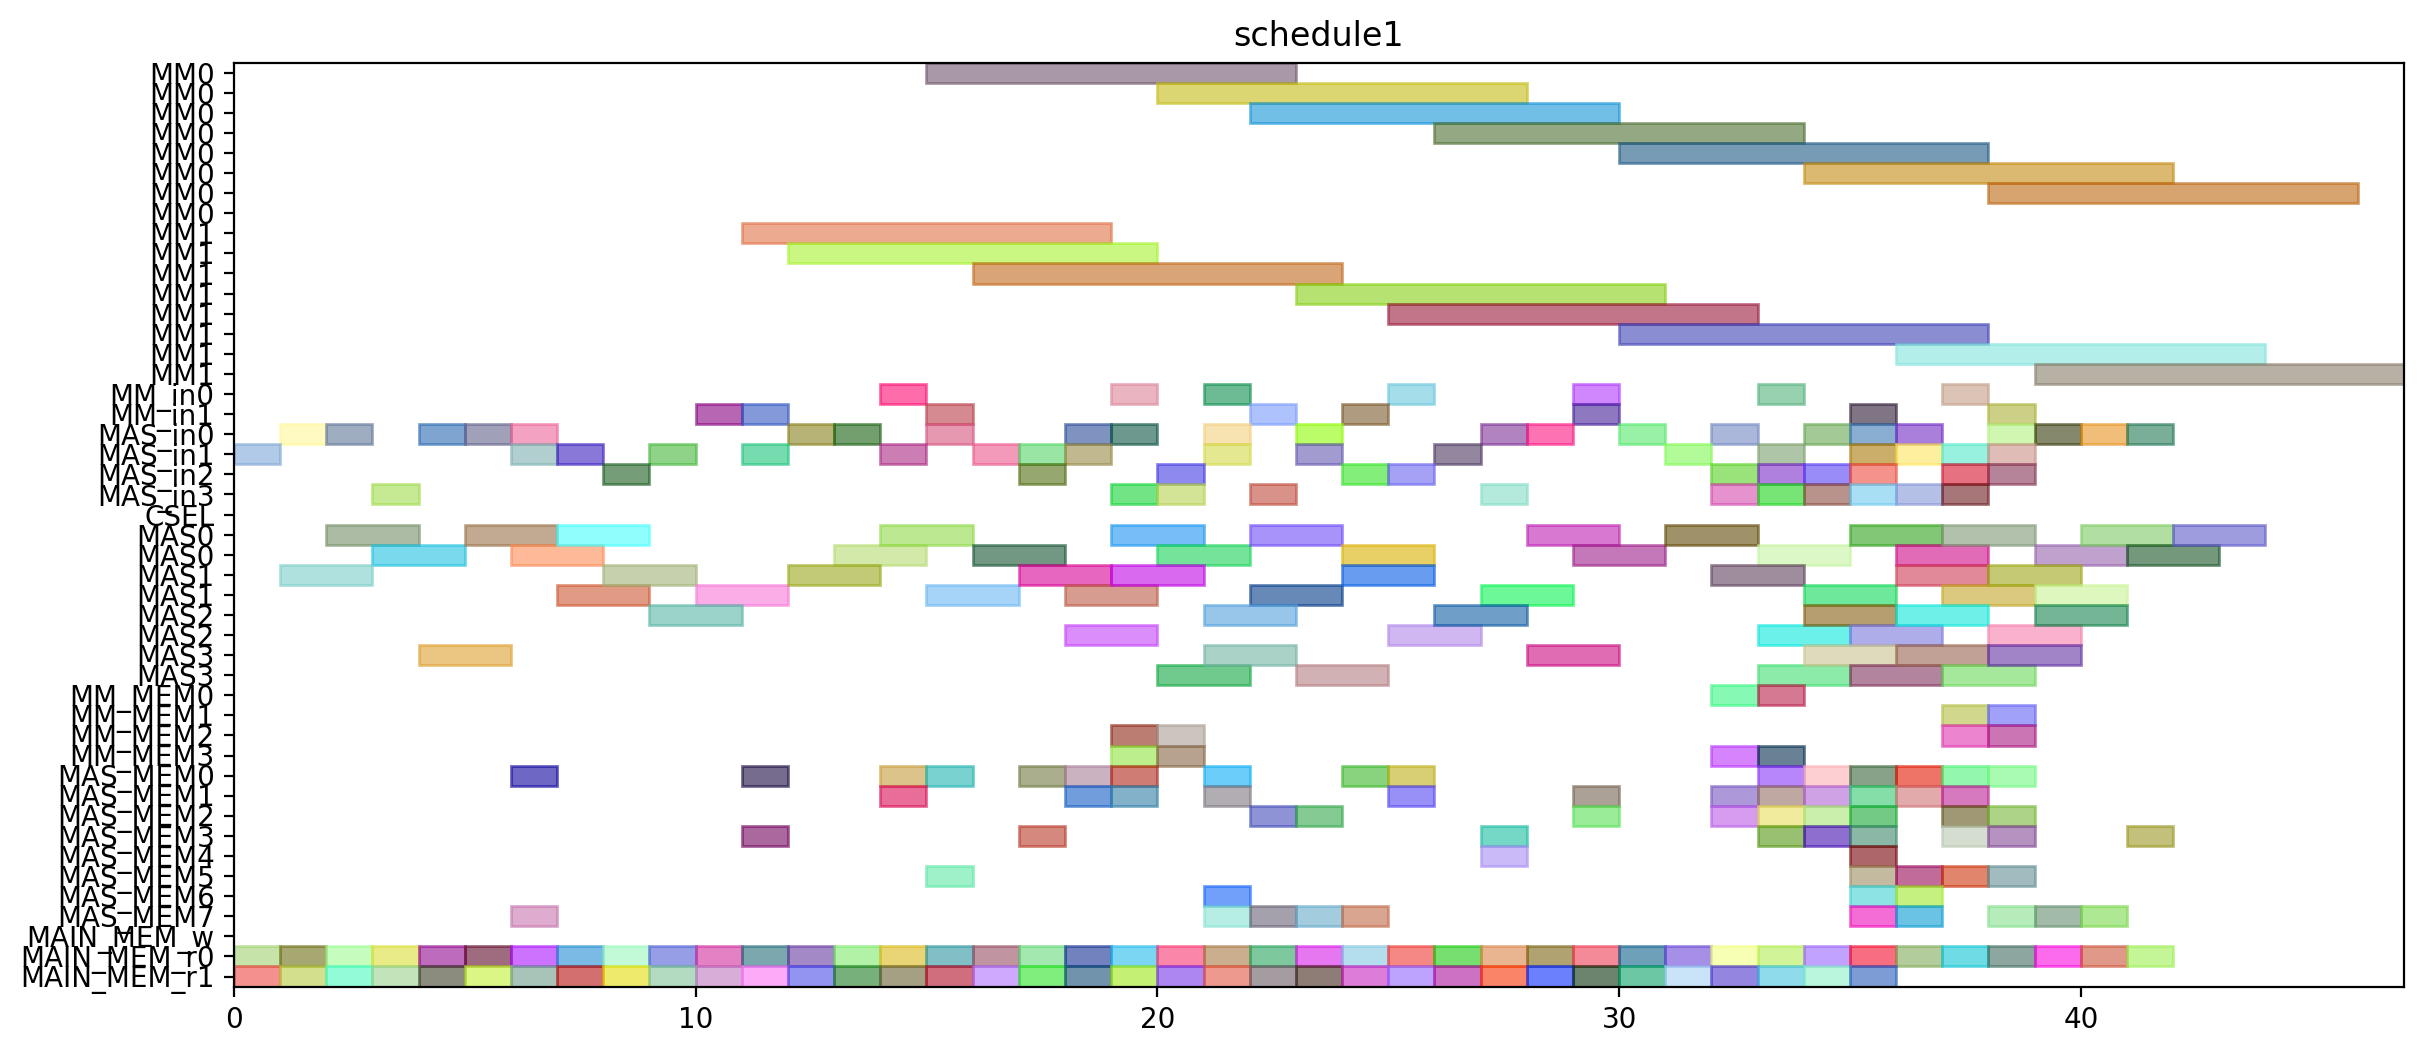 schedule1
MM0
MM0
MM0
MM0
MM0
MM0
MM0
MM0
MM1
MM1
MM1
MM1
MM1
MM1
MM1
MM1
MM_in0
MM_in1
MAS_in0
MAS_in1
MAS_in2
MAS_in3
CSEL
MAS0
MAS0
MAS1
MAS1
MAS2
MAS2
MAS3
MAS3
MM_MEM0
MM_MEM1
MM_MEM2
MM_MEM3
MAS_MEM0
MAS_MEM1
MAS_MEM2
MAS_MEM3
MAS_MEM4
MAS_MEM5
MAS_MEM6
MAS_MEM7
MAIN_MEM_w
MAIN_MEM_r0
MAIN_MEM_r1
0 10 20 30 40